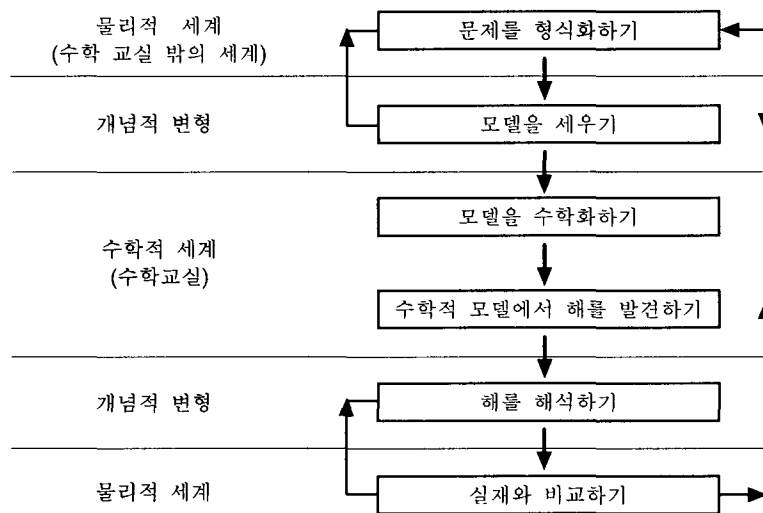 물리적 세계
(수학 교실 밖의 세계)
문제를 형식화하기
개념적 변형
모델을 세우기
모델을 수학화하기
수학적 세계
(수학교실)
수학적 모델에서 해를 발견하기
개념적 변형
해를 해석하기
물리적 세계
실재와 비교하기